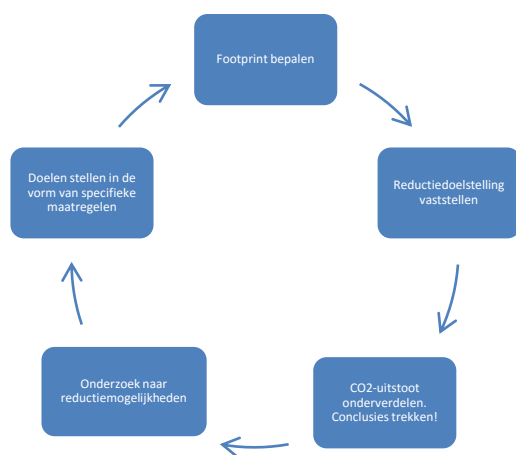 Footprint bepalen
Reductiedoelstelling
vaststellen
CO2-uitstoot
onderverdelen.
Conclusies trekken!
Onderzoek naar
reductiemogelijkheden
Doelen stellen in de
vorm van specifieke
maatregelen